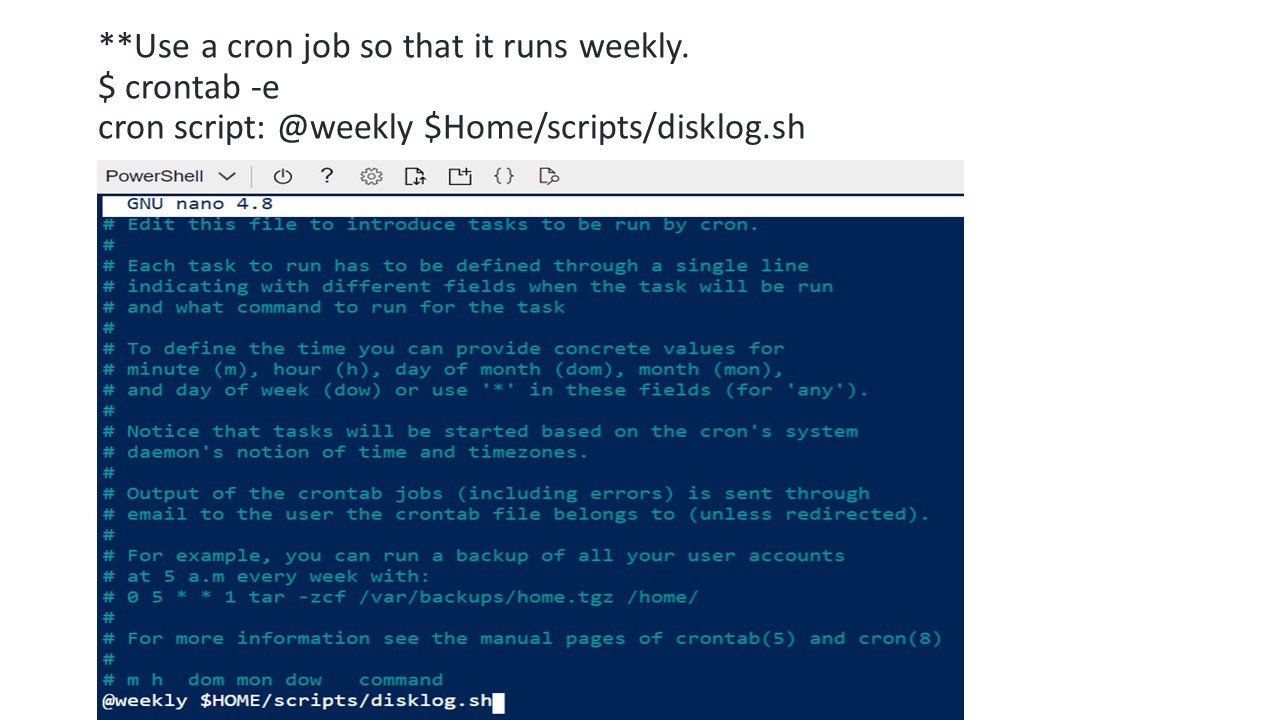 **Use a cron job so that it runs weekly.
$ crontab -e
cron script: @weekly $Home/scripts/disklog.sh
PowerShell ? {}
GNU nano 4.8
# Edit this file to introduce tasks to be run by cron.
#
# Each task to run has to be defined through a single line
# indicating with different fields when the task will be run
# and what command to run for the task
#
# To define the time you can provide concrete values for
# minute (m), hour (h), day of month (dom), month (mon),
# and day of week (dow) or use '*' in these fields (for 'any').
#
# Notice that tasks will be started based on the cron's system
# daemon's notion of time and timezones.
#
# Output of the crontab jobs (including errors) is sent through
# email to the user the crontab file belongs to (unless redirected).
#
# For example, you can run a backup of all your user accounts
# at 5 a.m every week with:
# 0 5 * * 1 tar -zcf /var/backups/home.tgz /home/
#
# For more information see the manual pages of crontab(5) and cron(8)
#
# m h  dom mon dow   command
@weekly $HOME/scripts/disklog.sh